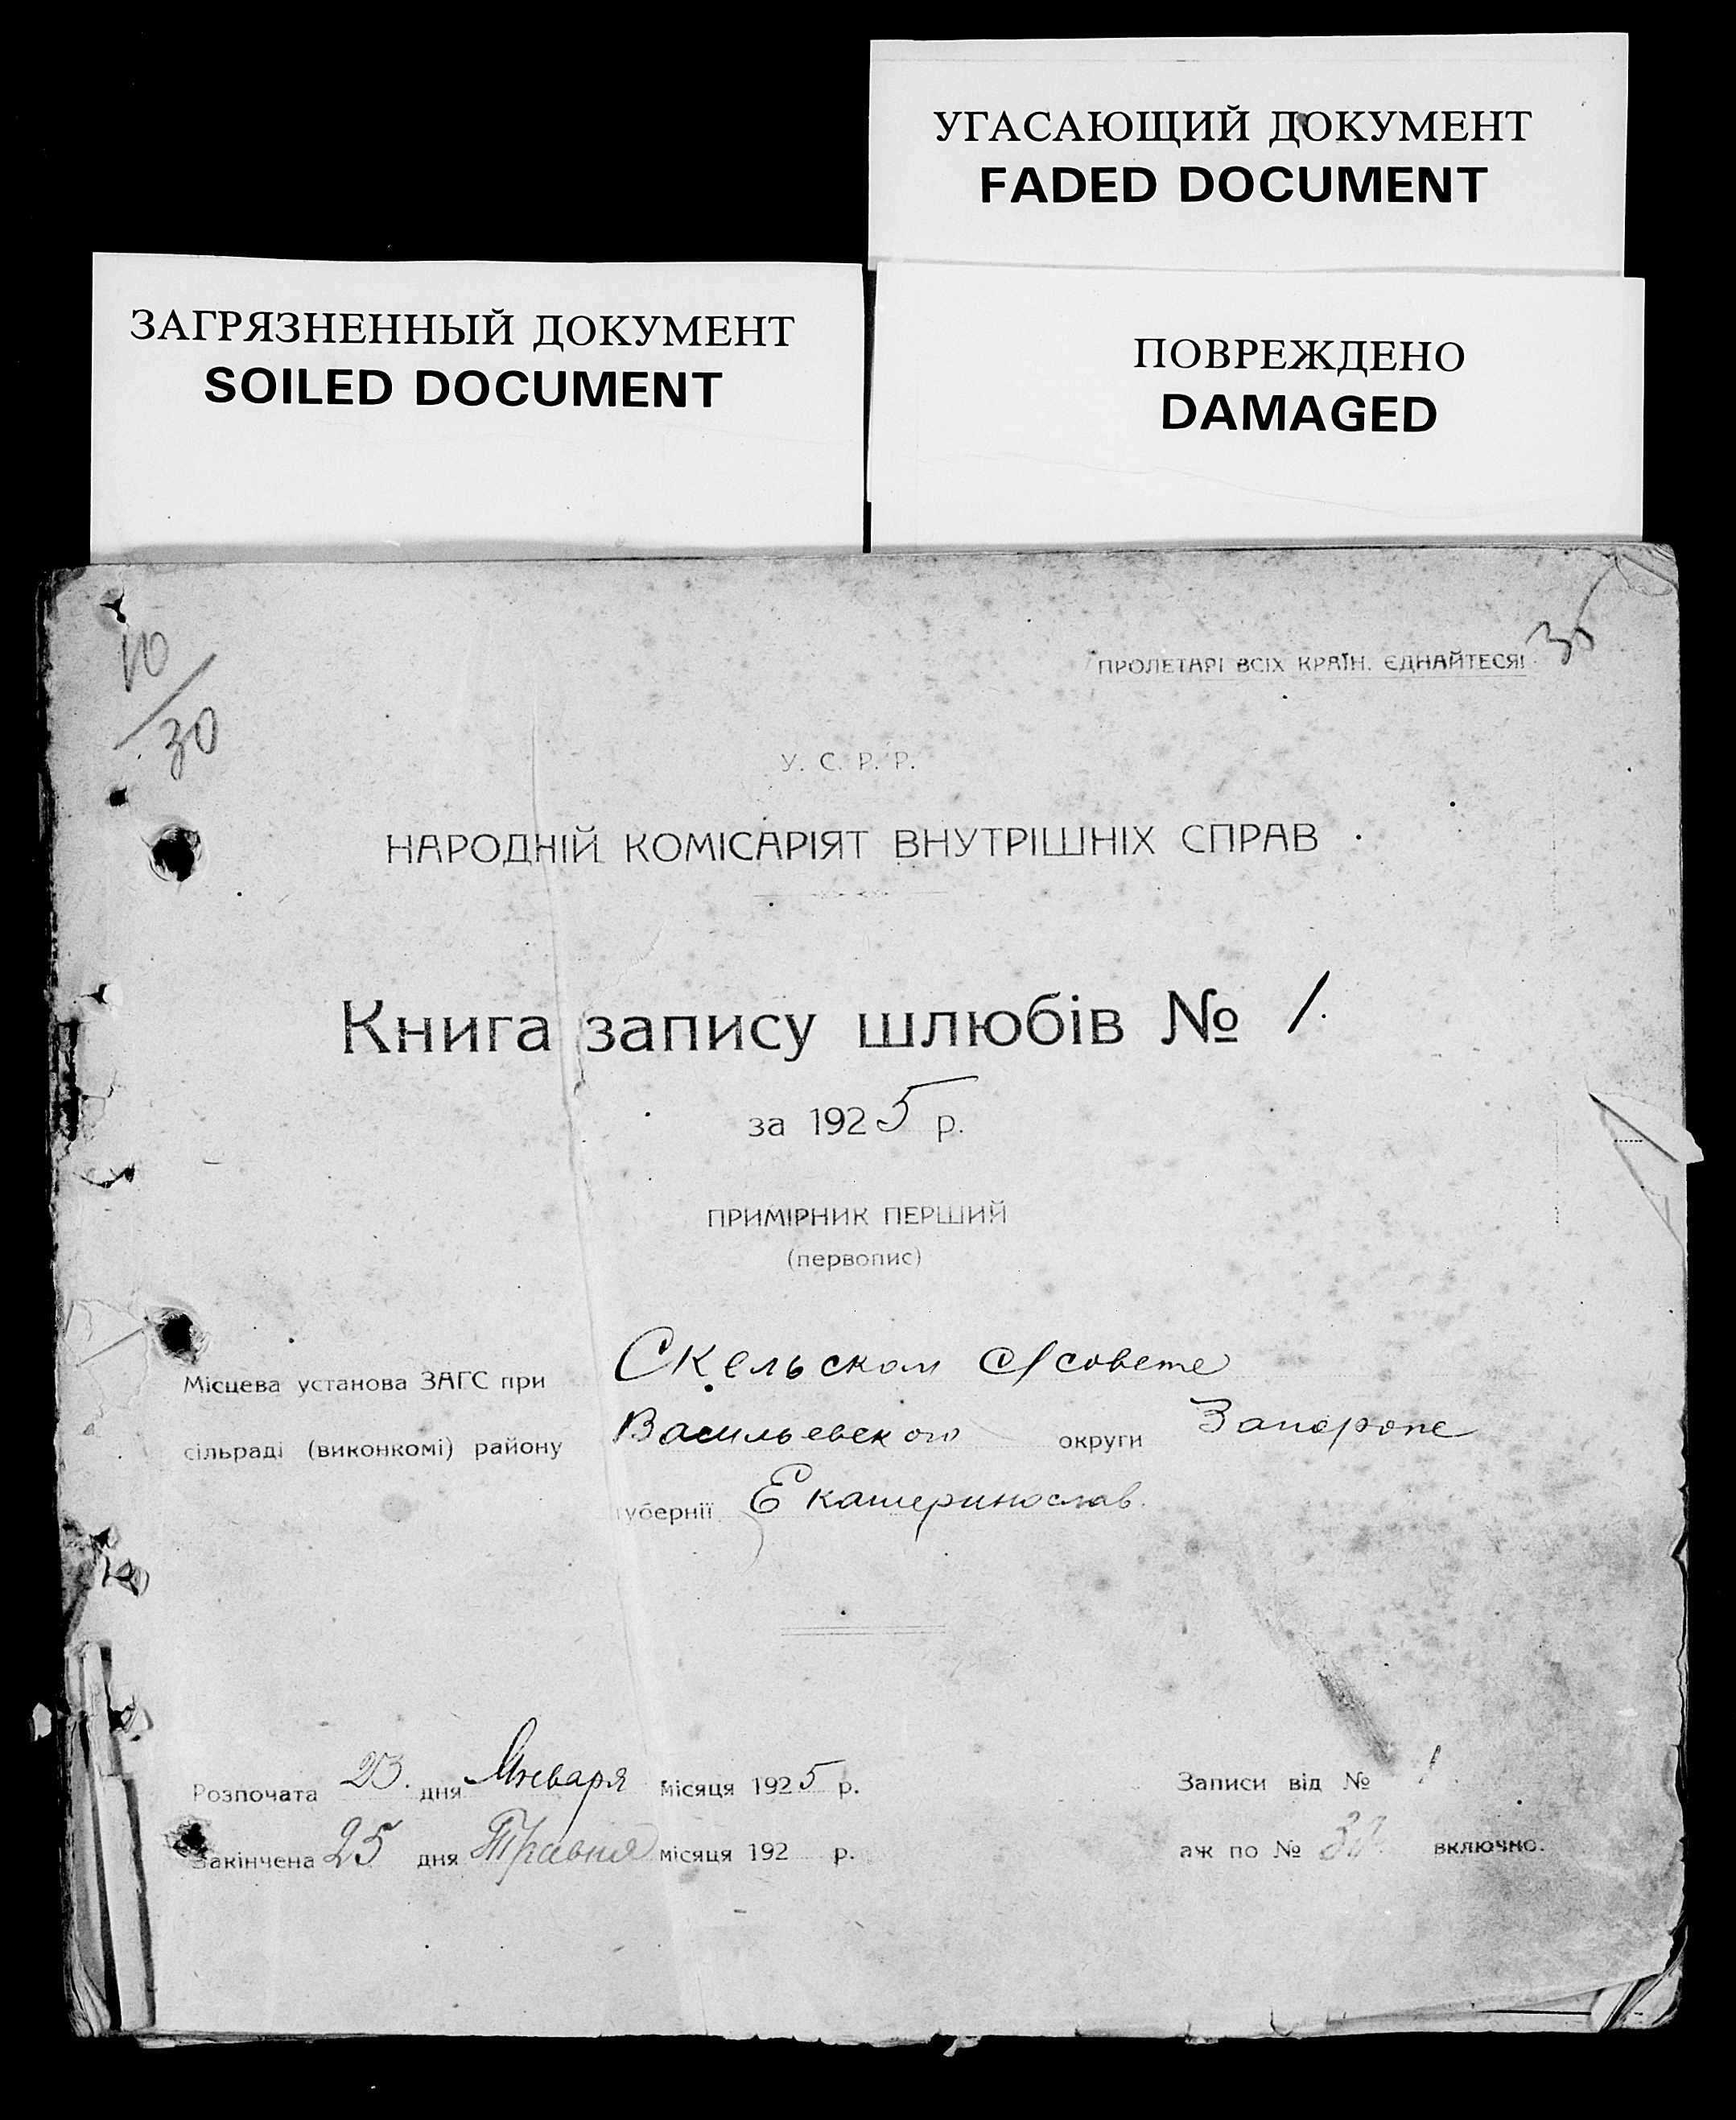 УГАСАЮЩИЙ ДОКУМЕНТ
FADED DOCUMENT
ЗАГРЯЗНЕННЫЙ ДОКУМЕНТ
SOILED DOCUMENT
ПОВРЕЖДЕНО
DAMAGED
10
30
ПРОЛЕТАРІ ВСІХ КРАЇН, ЄДНАЙТЕСЯ!
У. С. Р. Р.
НАРОДНІЙ КОМІСАРІЯТ ВНУТРІШНІХ СПРАВ
Книга запису шлюбів № 1.
за 1925 р.
ПРИМІРНИК ПЕРШИЙ
(первопис)
Місцева установа ЗАГС при Скельском с/совете
сільраді (виконкомі) району Васильевского округи
губернії Екатеринослав.
Розпочата 23. дня Января місяця 1925 р.
Закінчена 25 дня Травня місяця 192 р.
Записи від № 1.
аж по № включно.